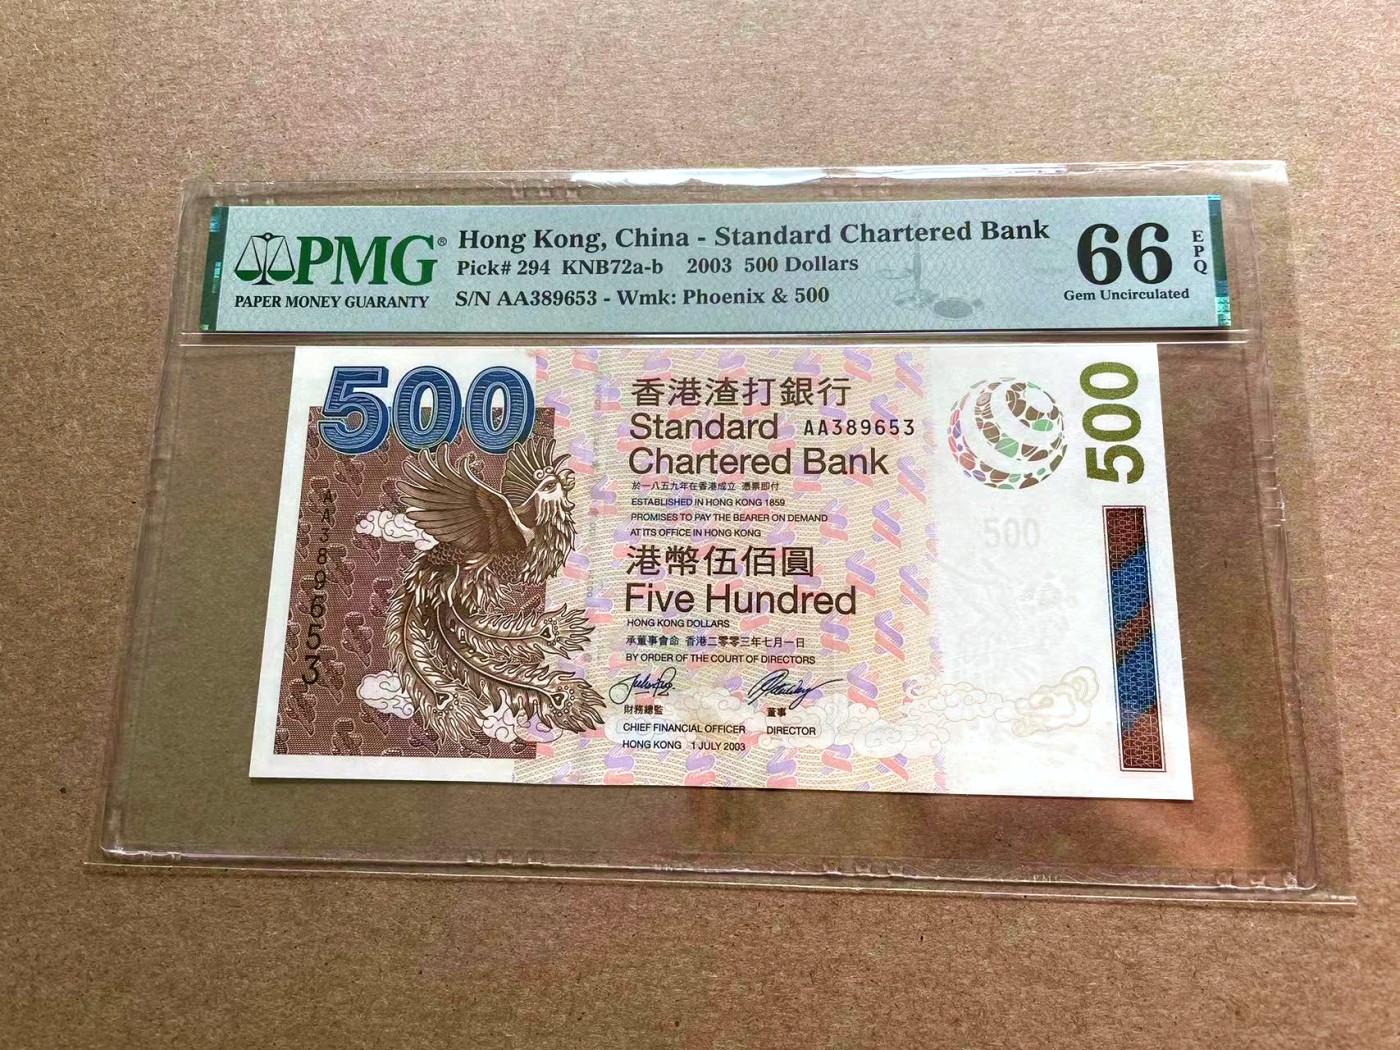 PMG®
PAPER MONEY GUARANTY
Hong Kong, China - Standard Chartered Bank
Pick# 294 KNB72a-b 2003 500 Dollars
S/N AA389653 - Wmk: Phoenix & 500
66
EPQ
Gem Uncirculated
500
AA389653
香港渣打銀行
Standard
AA389653
Chartered Bank
於一八五九年在香港成立 憑票即付
ESTABLISHED IN HONG KONG 1859
PROMISES TO PAY THE BEARER ON DEMAND
AT ITS OFFICE IN HONG KONG
港幣伍佰圓
Five Hundred
HONG KONG DOLLARS
承董事會命 香港二零零三年七月一日
BY ORDER OF THE COURT OF DIRECTORS
財務總監
董事
CHIEF FINANCIAL OFFICER
DIRECTOR
HONG KONG 1 JULY 2003
500
500
PMG